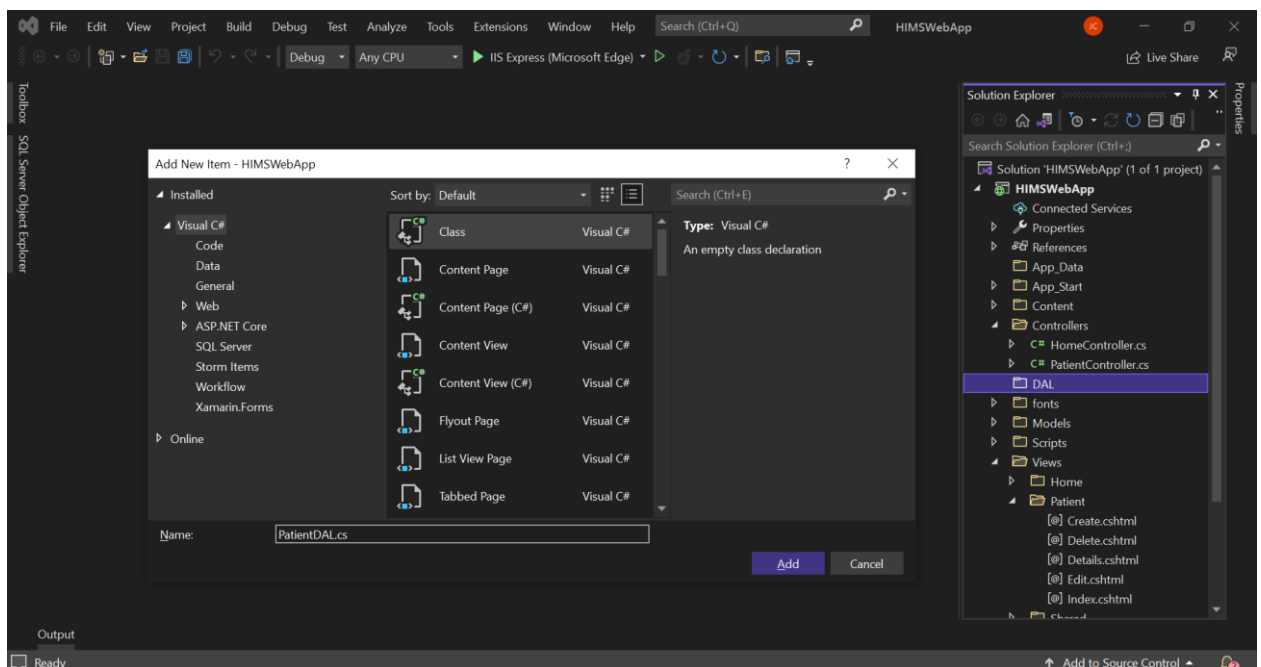 File Edit View Project Build Debug Test Analyze Tools Extensions Window Help Search (Ctrl+Q) HIMSWebApp JC
Debug Any CPU IIS Express (Microsoft Edge) Live Share
Toolbox
SQL Server Object Explorer
Add New Item - HIMSWebApp ?
Installed
Sort by: Default
Search (Ctrl+E)
Visual C#
Code
Data
General
Web
ASP.NET Core
SQL Server
Storm Items
Workflow
Xamarin.Forms
Online
Class Visual C#
Content Page Visual C#
Content Page (C#) Visual C#
Content View Visual C#
Content View (C#) Visual C#
Flyout Page Visual C#
List View Page Visual C#
Tabbed Page Visual C#
Type: Visual C#
An empty class declaration
Name: PatientDAL.cs
Add Cancel
Solution Explorer
Search Solution Explorer (Ctrl+;)
Solution 'HIMSWebApp' (1 of 1 project)
HIMSWebApp
Connected Services
Properties
References
App_Data
App_Start
Content
Controllers
C# HomeController.cs
C# PatientController.cs
DAL
fonts
Models
Scripts
Views
Home
Patient
[@] Create.cshtml
[@] Delete.cshtml
[@] Details.cshtml
[@] Edit.cshtml
[@] Index.cshtml
Shared
Properties
Output
Ready Add to Source Control